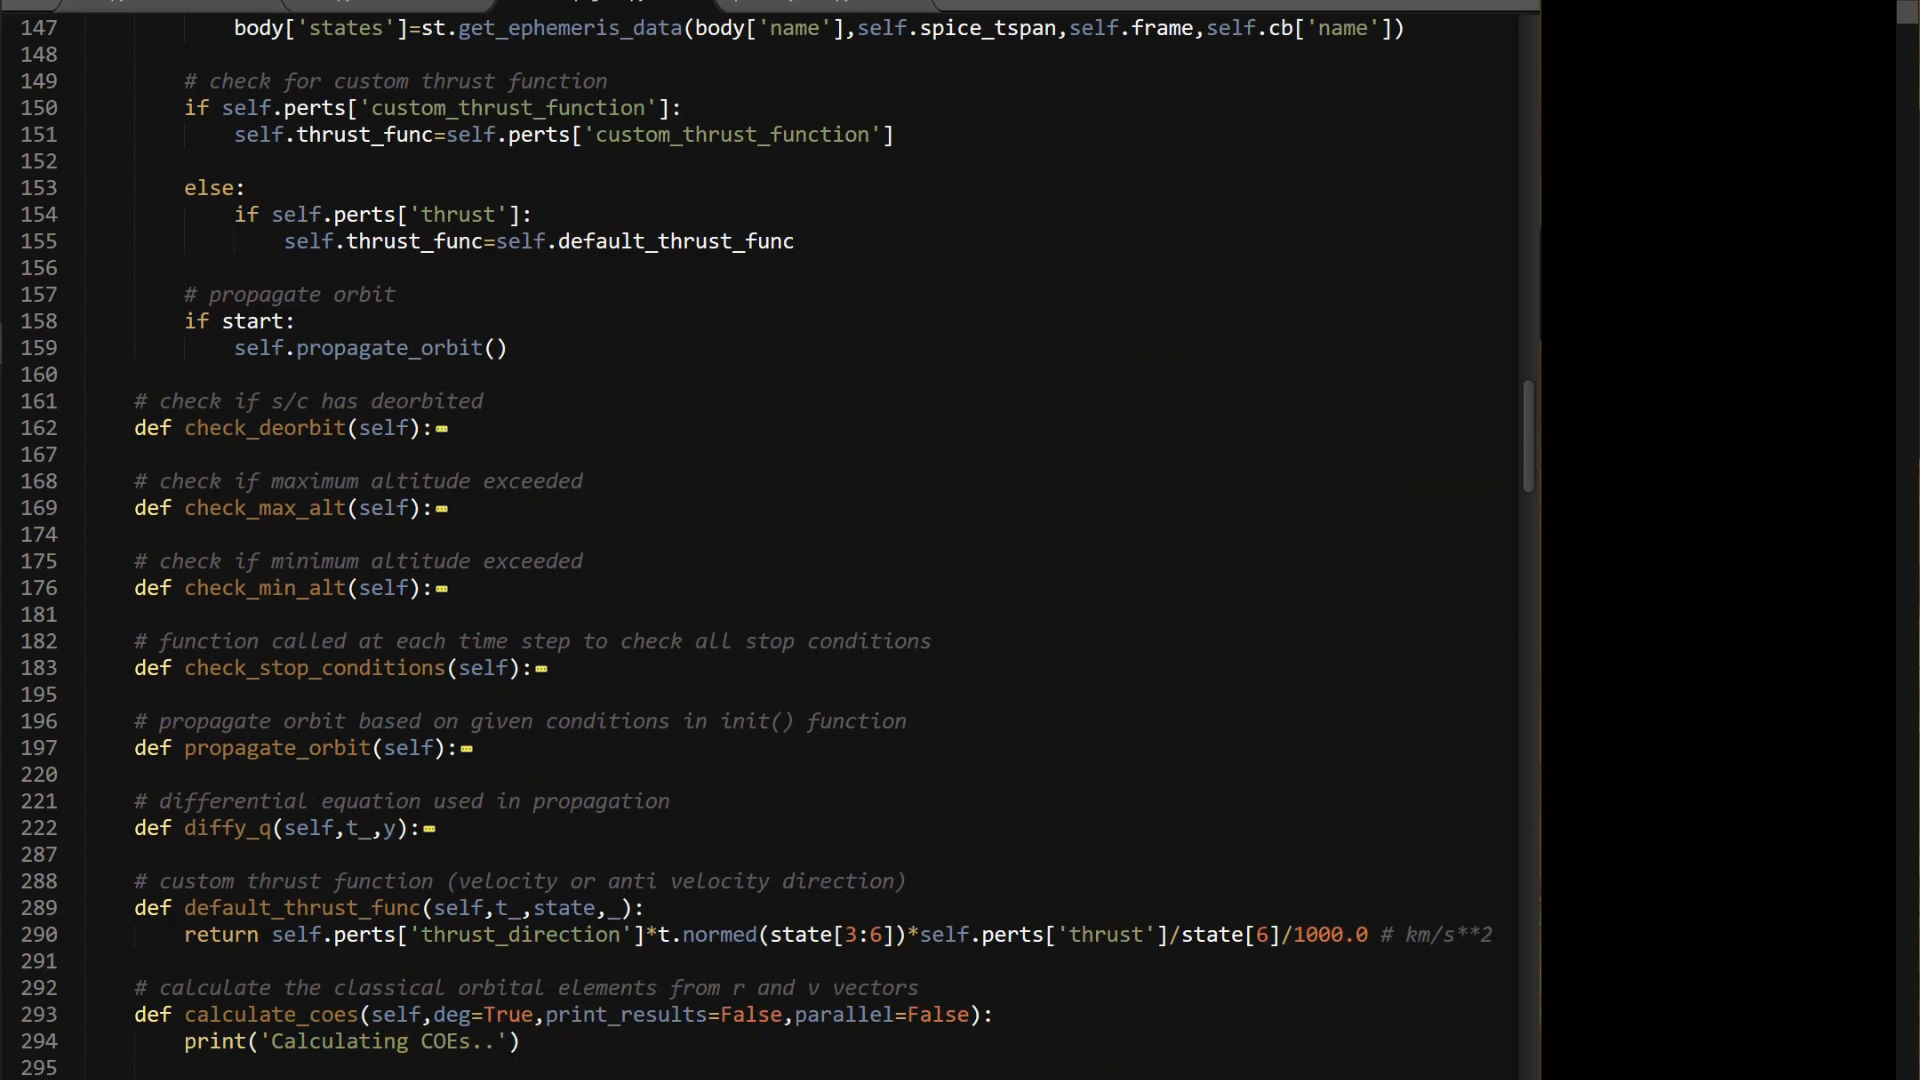 147 body['states']=st.get_ephemeris_data(body['name'],self.spice_tspan,self.frame,self.cb['name'])
148
149 # check for custom thrust function
150 if self.perts['custom_thrust_function']:
151 self.thrust_func=self.perts['custom_thrust_function']
152
153 else:
154 if self.perts['thrust']:
155 self.thrust_func=self.default_thrust_func
156
157 # propagate orbit
158 if start:
159 self.propagate_orbit()
160
161 # check if s/c has deorbited
162 def check_deorbit(self):
167
168 # check if maximum altitude exceeded
169 def check_max_alt(self):
174
175 # check if minimum altitude exceeded
176 def check_min_alt(self):
181
182 # function called at each time step to check all stop conditions
183 def check_stop_conditions(self):
195
196 # propagate orbit based on given conditions in init() function
197 def propagate_orbit(self):
220
221 # differential equation used in propagation
222 def diffy_q(self,t_,y):
287
288 # custom thrust function (velocity or anti velocity direction)
289 def default_thrust_func(self,t_,state,_):
290 return self.perts['thrust_direction']*t.normed(state[3:6])*self.perts['thrust']/state[6]/1000.0 # km/s**2
291
292 # calculate the classical orbital elements from r and v vectors
293 def calculate_coes(self,deg=True,print_results=False,parallel=False):
294 print('Calculating COEs..')
295